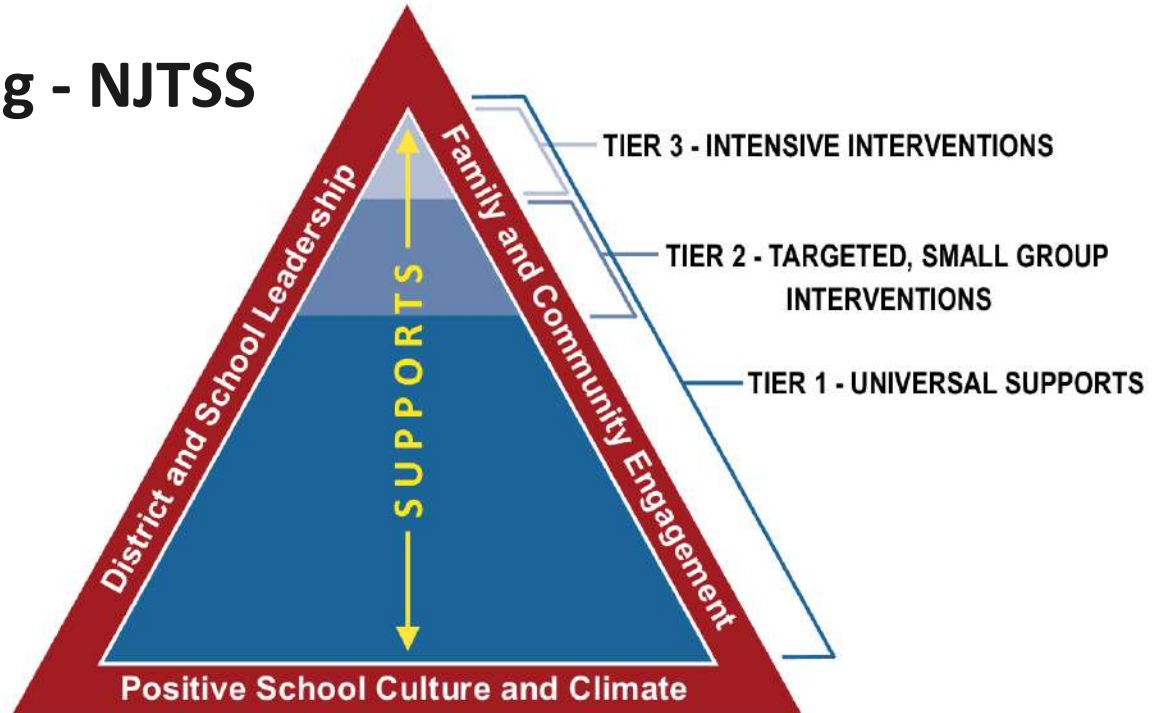 g - NJTSS
TIER 3 - INTENSIVE INTERVENTIONS
TIER 2 - TARGETED, SMALL GROUP
INTERVENTIONS
TIER 1 - UNIVERSAL SUPPORTS
District and School Leadership
Family and Community Engagement
SUPPORTS
Positive School Culture and Climate